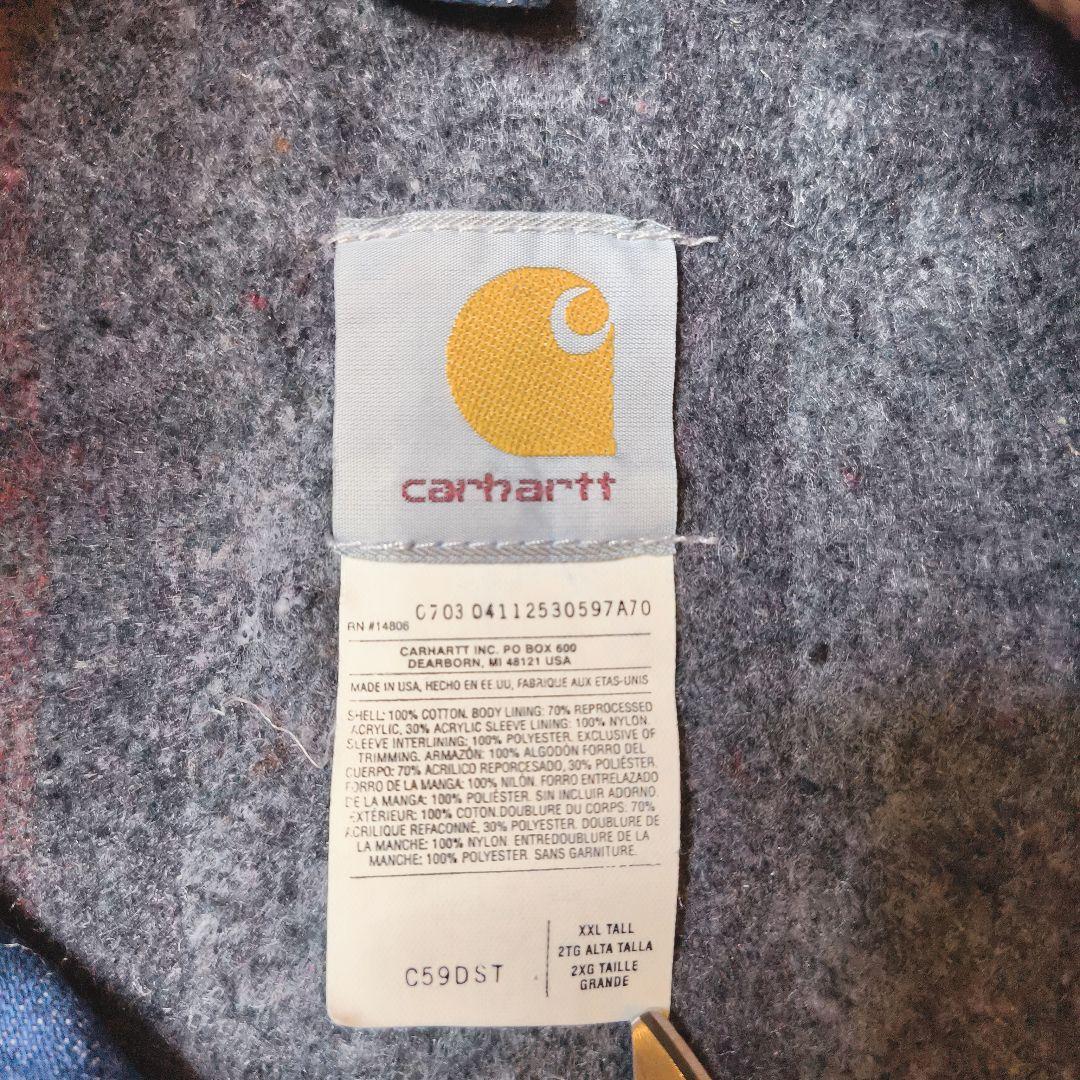 carhartt
RN #14806 0703 04112530597A70
CARHARTT INC. PO BOX 600
DEARBORN, MI 48121 USA
MADE IN USA, HECHO EN EE UU, FABRIQUE AUX ETAS-UNIS
SHELL: 100% COTTON. BODY LINING: 70% REPROCESSED
ACRYLIC, 30% ACRYLIC SLEEVE LINING: 100% NYLON.
SLEEVE INTERLINING: 100% POLYESTER. EXCLUSIVE OF
TRIMMING. ARMAZÓN: 100% ALGODÓN FORRO DEL
CUERPO: 70% ACRILICO REPORCESADO, 30% POLIÉSTER.
FORRO DE LA MANGA: 100% NILÓN. FORRO ENTRELAZADO
DE LA MANGA: 100% POLIÉSTER. SIN INCLUIR ADORNO.
EXTÉRIEUR: 100% COTON.DOUBLURE DU CORPS: 70%
ACRILIQUE REFACONNÉ, 30% POLYESTER. DOUBLURE DE
LA MANCHE: 100% NYLON. ENTREDOUBLURE DE LA
MANCHE: 100% POLYESTER. SANS GARNITURE.
C59DST
XXL TALL
2TG ALTA TALLA
2XG TAILLE
GRANDE